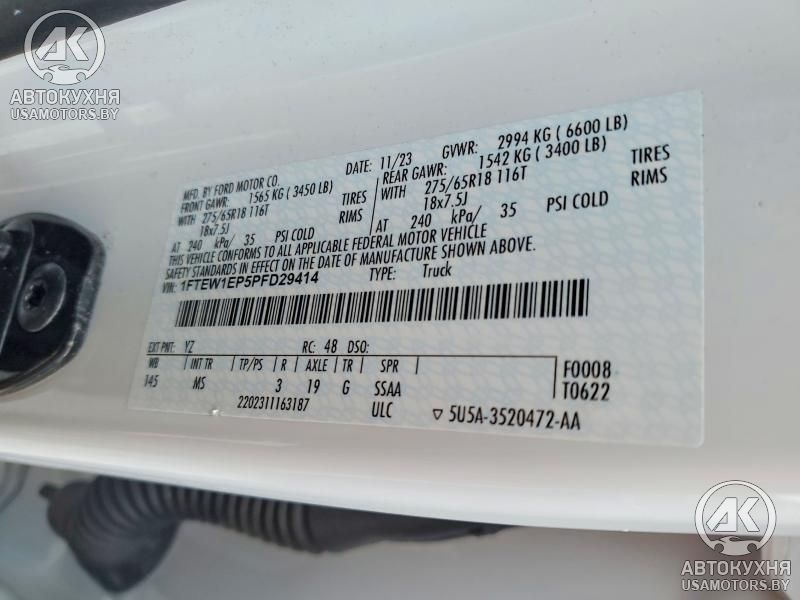 АК
АВТОКУХНЯ
USAMOTORS.BY
MFD. BY FORD MOTOR CO.
DATE: 11/23 GVWR: 2994 KG ( 6600 LB)
FRONT GAWR: 1565 KG ( 3450 LB)
REAR GAWR: 1542 KG ( 3400 LB)
WITH 275/65R18 116T TIRES
WITH 275/65R18 116T TIRES
18x7.5J RIMS
18x7.5J RIMS
AT 240 kPa/ 35 PSI COLD
AT 240 kPa/ 35 PSI COLD
THIS VEHICLE CONFORMS TO ALL APPLICABLE FEDERAL MOTOR VEHICLE
SAFETY STANDARDS IN EFFECT ON THE DATE OF MANUFACTURE SHOWN ABOVE.
1FTEW1EP5PFD29414 TYPE: Truck
EXT PNT: YZ RC: 48 DSO:
WB INT TR TP/PS R AXLE TR SPR F0008
145 MS 3 19 G SSAA T0622
2202311163187 ULC ▽ 5U5A-3520472-AA
АК
АВТОКУХНЯ
USAMOTORS.BY